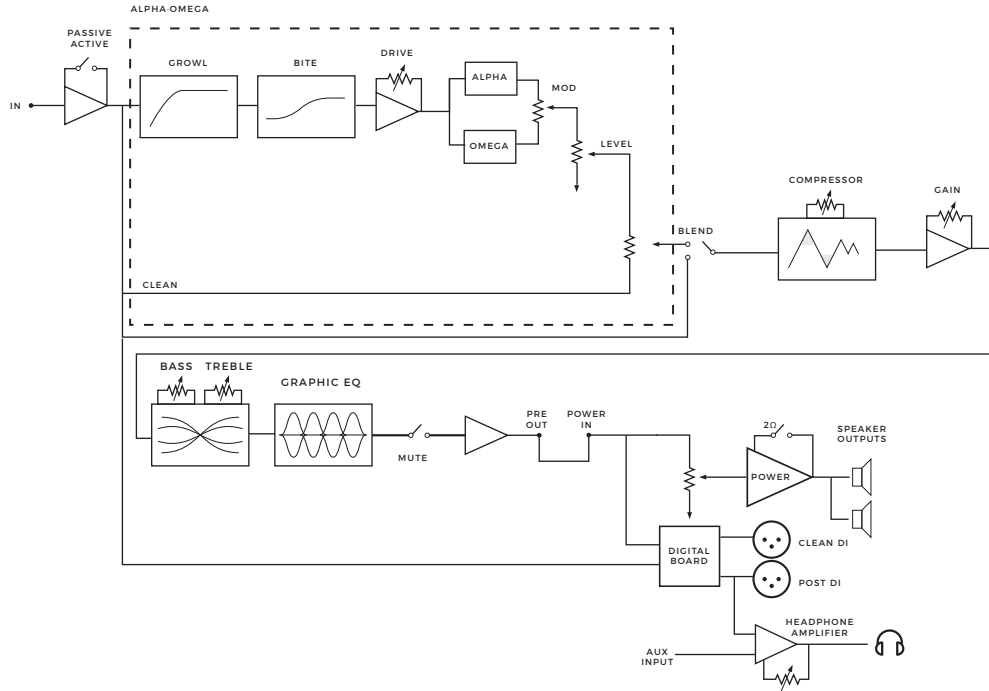 ALPHA·OMEGA
PASSIVE
ACTIVE
IN
GROWL
BITE
DRIVE
ALPHA
OMEGA
MOD
LEVEL
CLEAN
BLEND
COMPRESSOR
GAIN
BASS
TREBLE
GRAPHIC EQ
MUTE
PRE
OUT
POWER
IN
2Ω
POWER
SPEAKER
OUTPUTS
DIGITAL
BOARD
CLEAN DI
POST DI
HEADPHONE
AMPLIFIER
AUX
INPUT